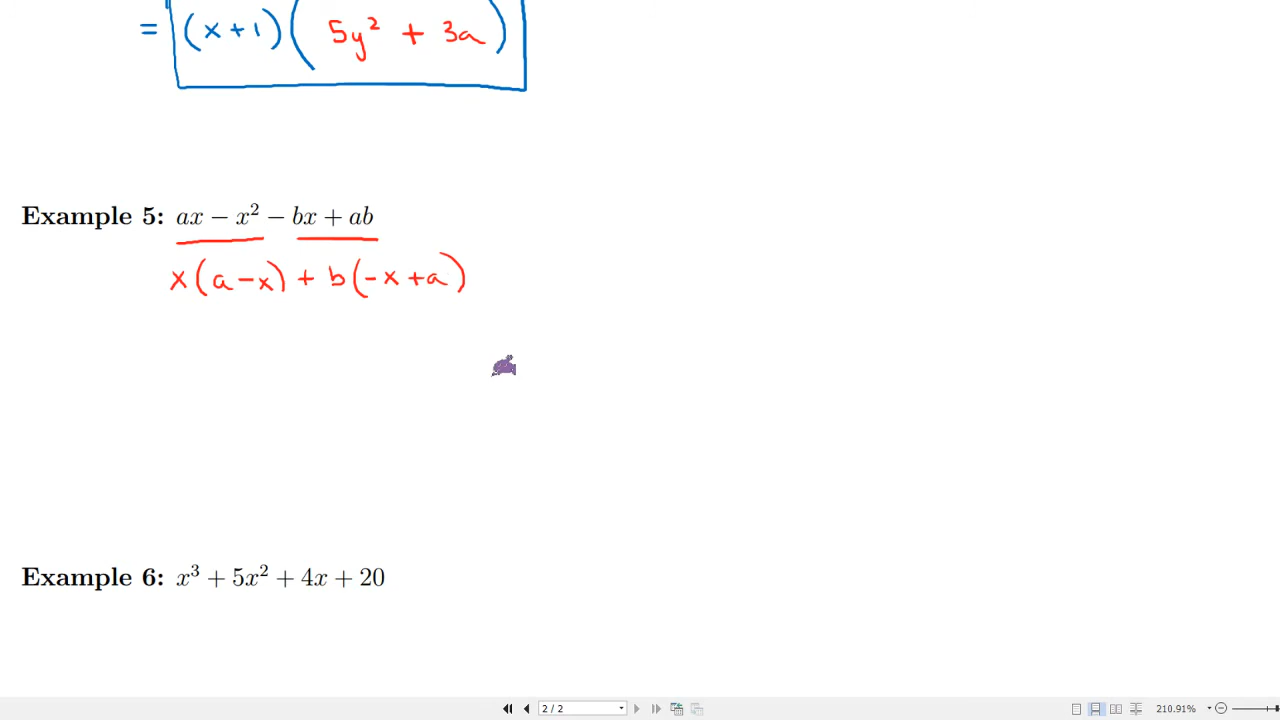 = (x+1)(5y² + 3a)
Example 5: ax − x² − bx + ab
x(a−x) + b(−x+a)
Example 6: x³ + 5x² + 4x + 20
2 / 2
210.91%